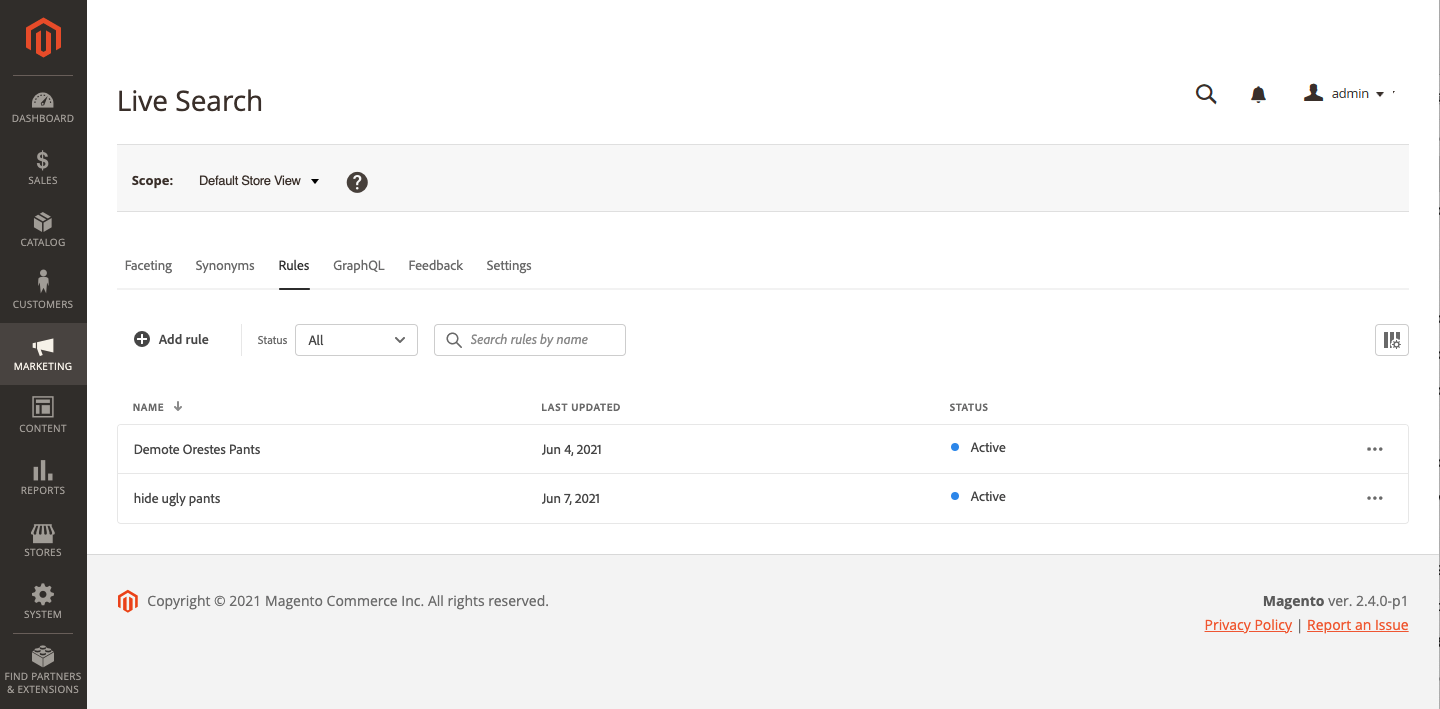 Live Search
admin
Scope: Default Store View ?
DASHBOARD
SALES
CATALOG
CUSTOMERS
MARKETING
CONTENT
REPORTS
STORES
SYSTEM
FIND PARTNERS
& EXTENSIONS
Faceting Synonyms Rules GraphQL Feedback Settings
Add rule Status All Search rules by name
NAME LAST UPDATED STATUS
Demote Orestes Pants Jun 4, 2021 Active
hide ugly pants Jun 7, 2021 Active
Copyright © 2021 Magento Commerce Inc. All rights reserved.
Magento ver. 2.4.0-p1
Privacy Policy | Report an Issue